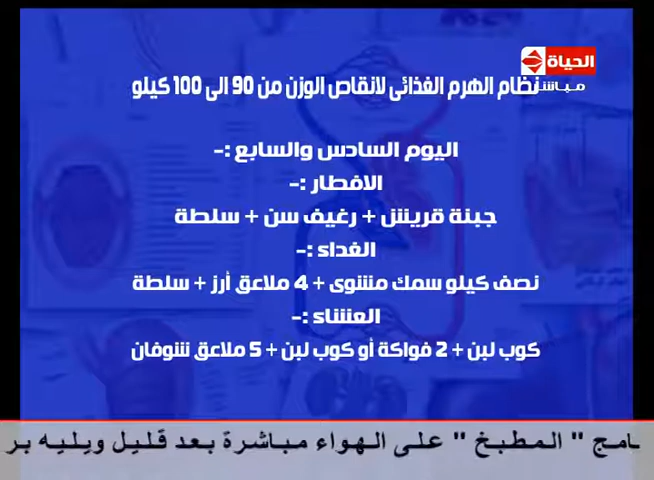 الحياة
مباشر
نظام الهرم الغذائى لانقاص الوزن من 90 الى 100 كيلو
اليوم السادس والسابع :-
الافطار :-
جبنة قريش + رغيف سن + سلطة
الغداء :-
نصف كيلو سمك مشوى + 4 ملاعق أرز + سلطة
العشاء :-
كوب لبن + 2 فواكة أو كوب لبن + 5 ملاعق شوفان
ـامج " المطبخ " على الهواء مباشرة بعد قليل ويليه بر